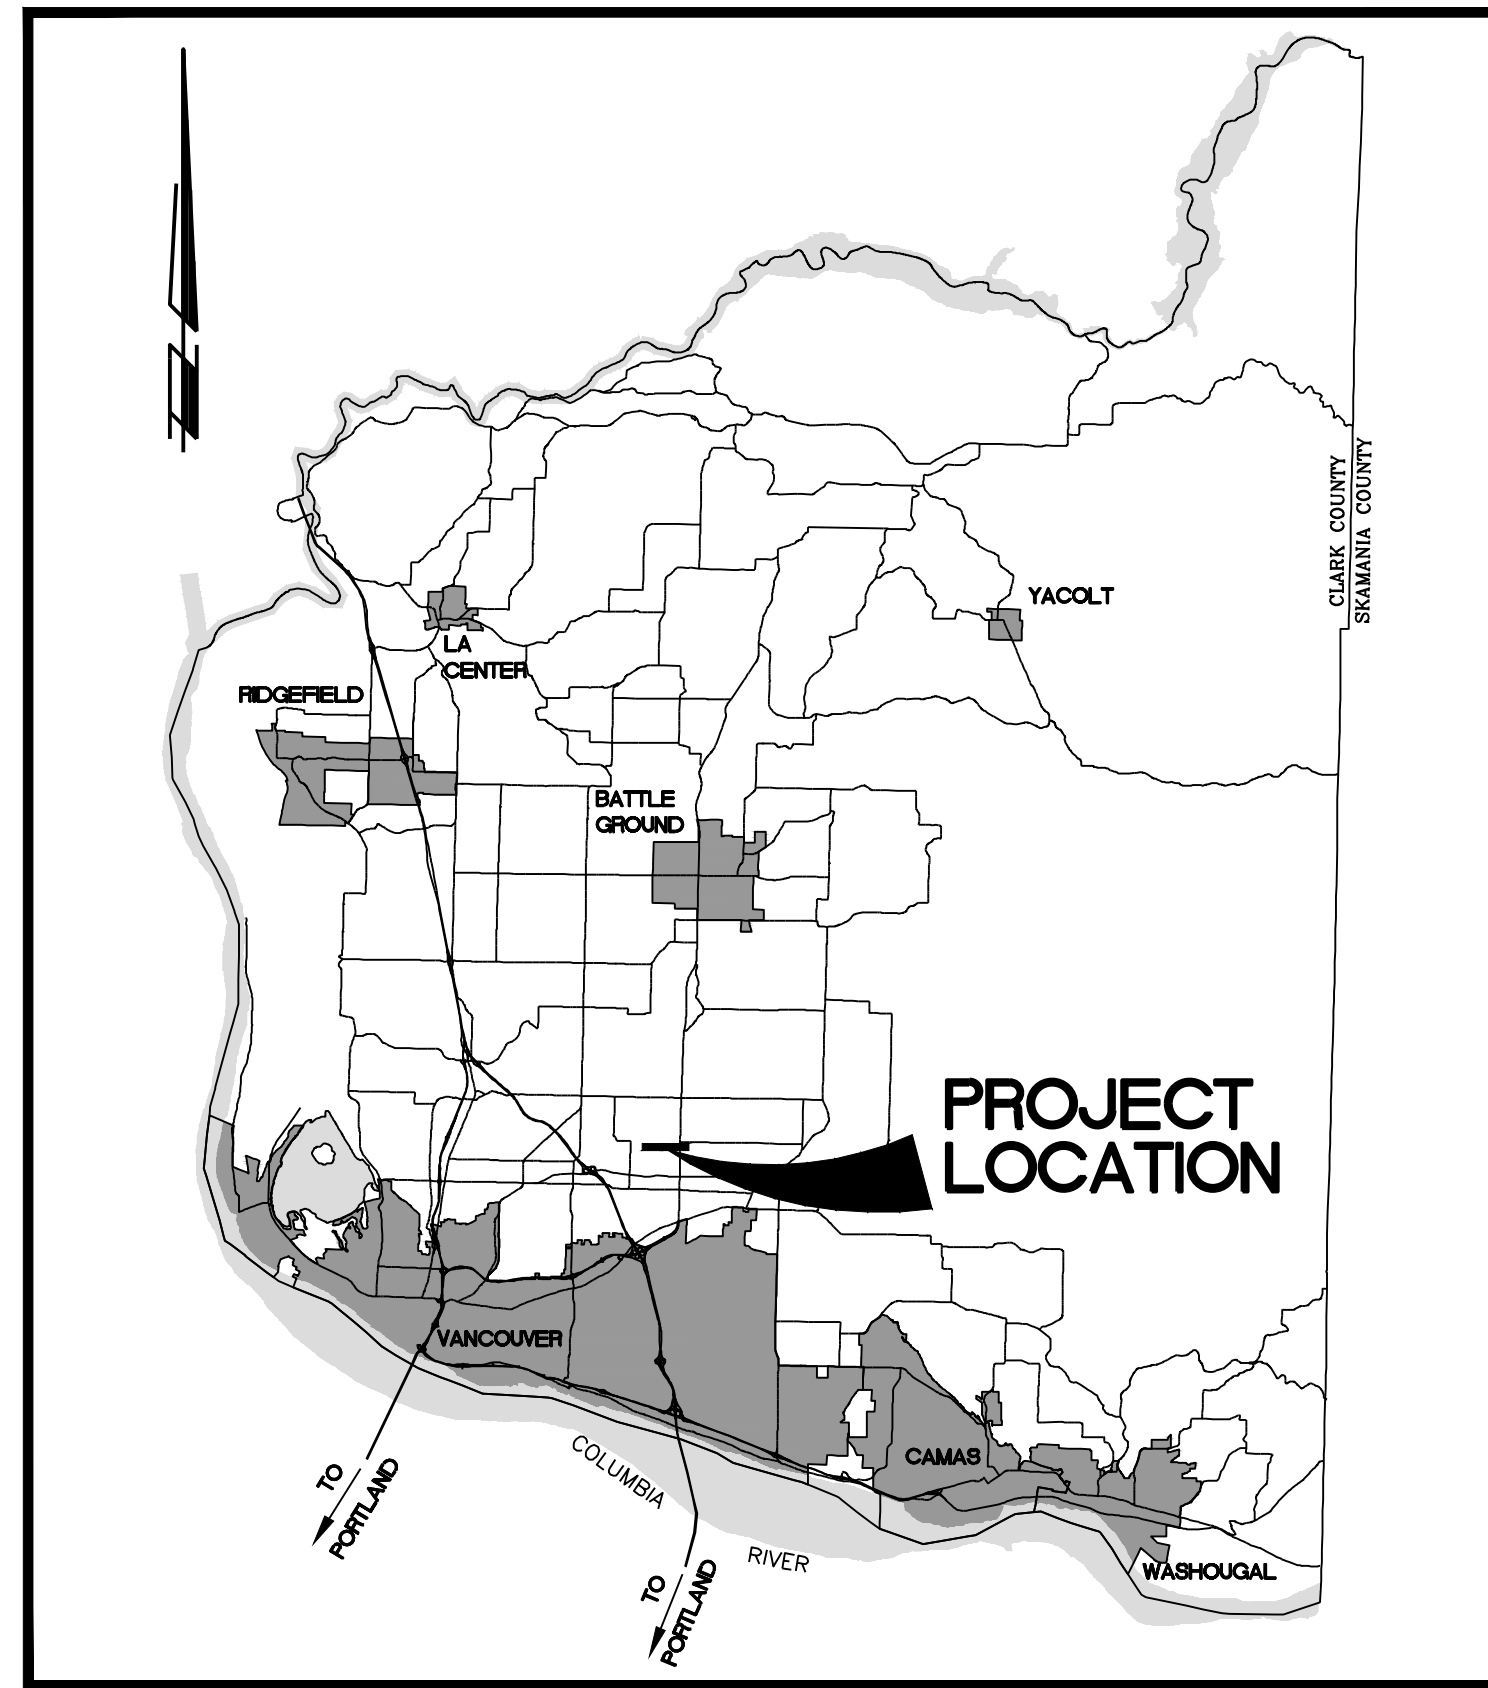 N
CLARK COUNTY
SKAMANIA COUNTY
YACOLT
LA
CENTER
RIDGEFIELD
BATTLE
GROUND
PROJECT
LOCATION
VANCOUVER
CAMAS
TO
PORTLAND
COLUMBIA
RIVER
TO
PORTLAND
WASHOUGAL